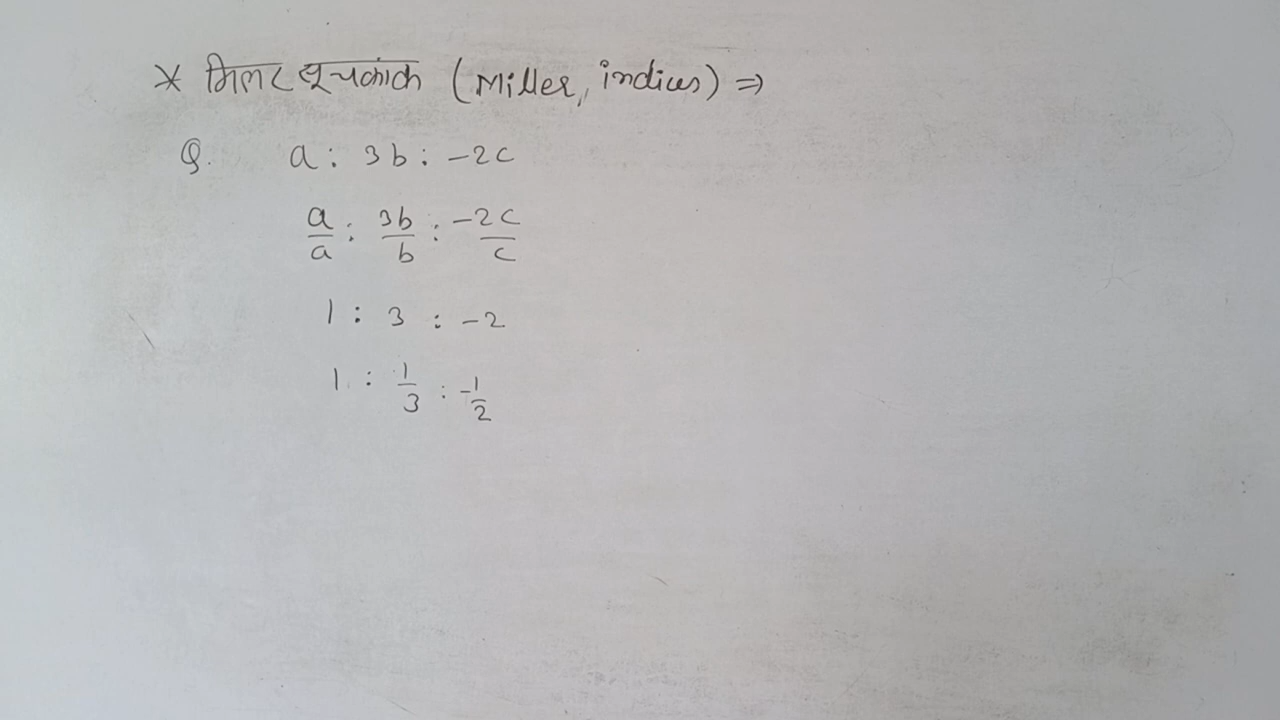 * मिलर सूचकांक (Miller, indices) ⇒
Q. a : 3b : -2c
a/a : 3b/b : -2c/c
1 : 3 : -2
1 : 1/3 : -1/2